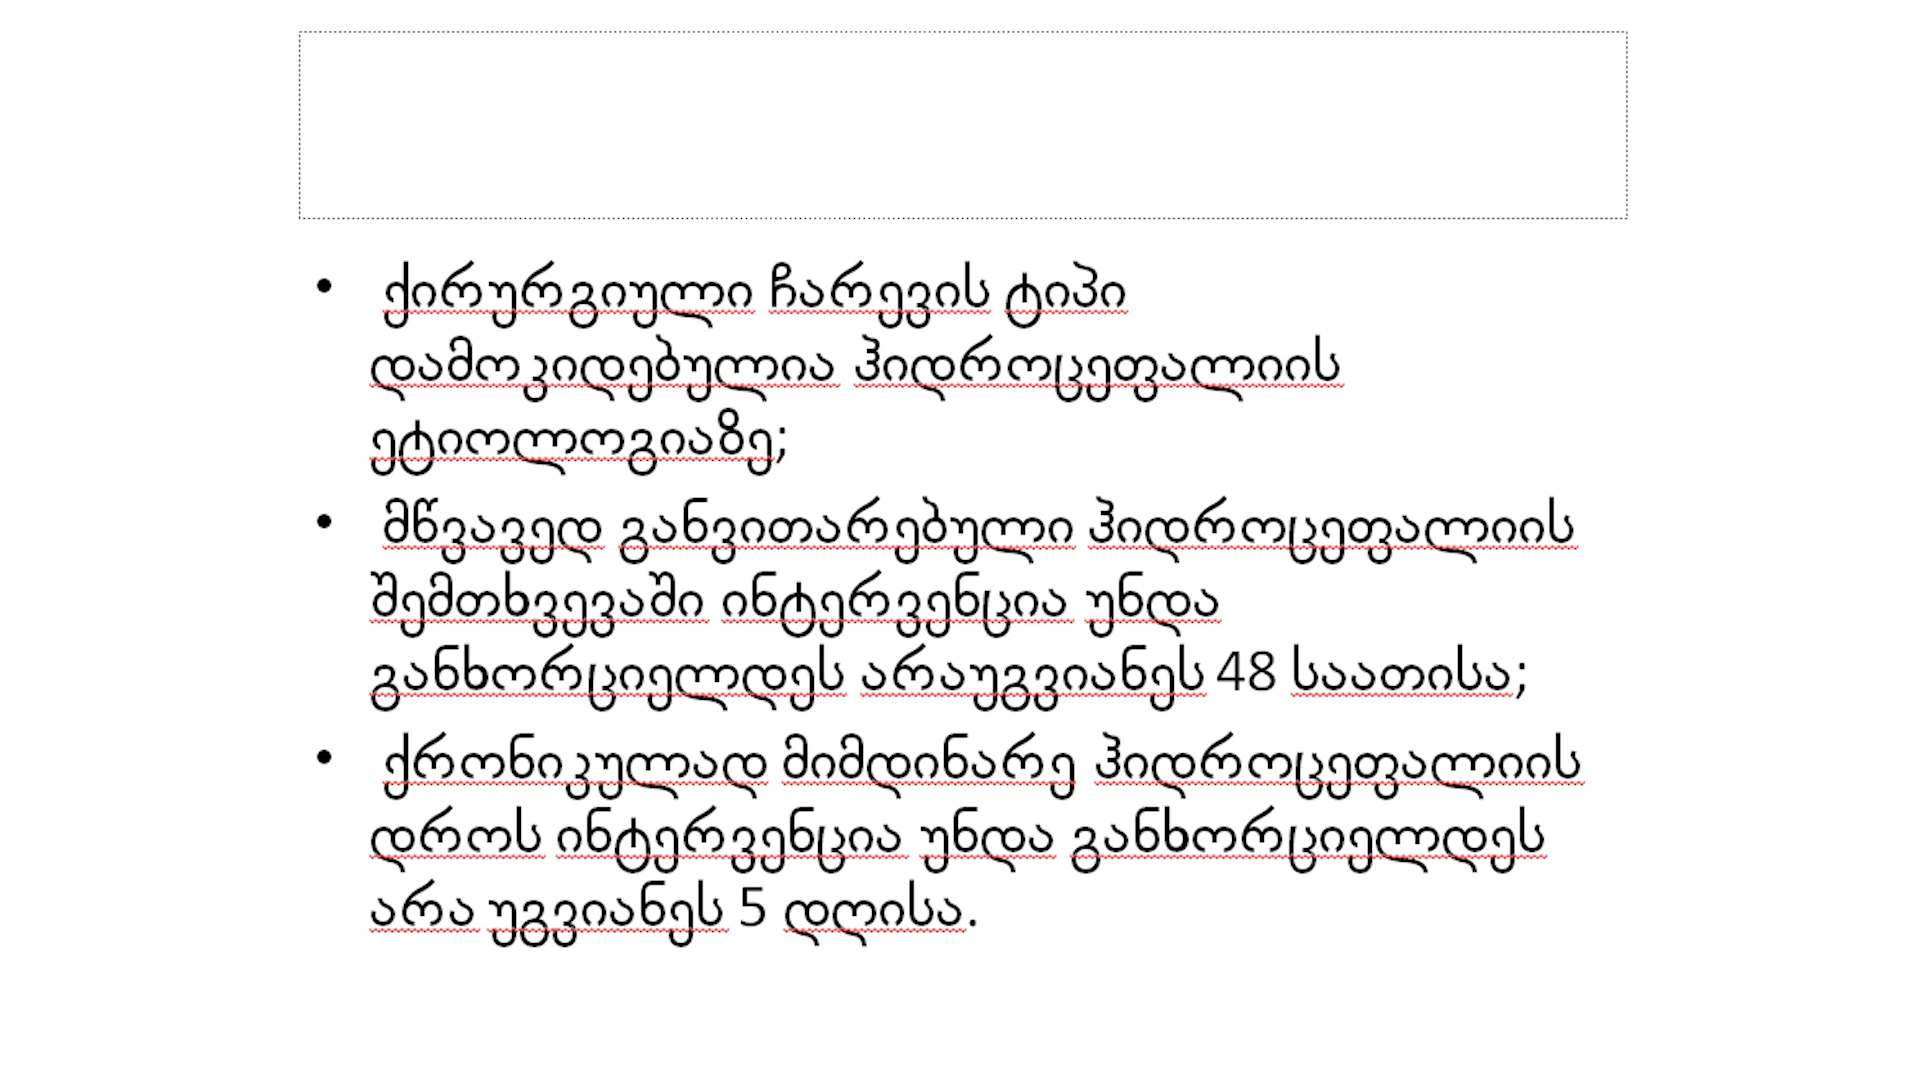 • ქირურგიული ჩარევის ტიპი
დამოკიდებულია ჰიდროცეფალიის
ეტიოლოგიაზე;
• მწვავედ განვითარებული ჰიდროცეფალიის
შემთხვევაში ინტერვენცია უნდა
განხორციელდეს არაუგვიანეს 48 საათისა;
• ქრონიკულად მიმდინარე ჰიდროცეფალიის
დროს ინტერვენცია უნდა განხორციელდეს
არა უგვიანეს 5 დღისა.